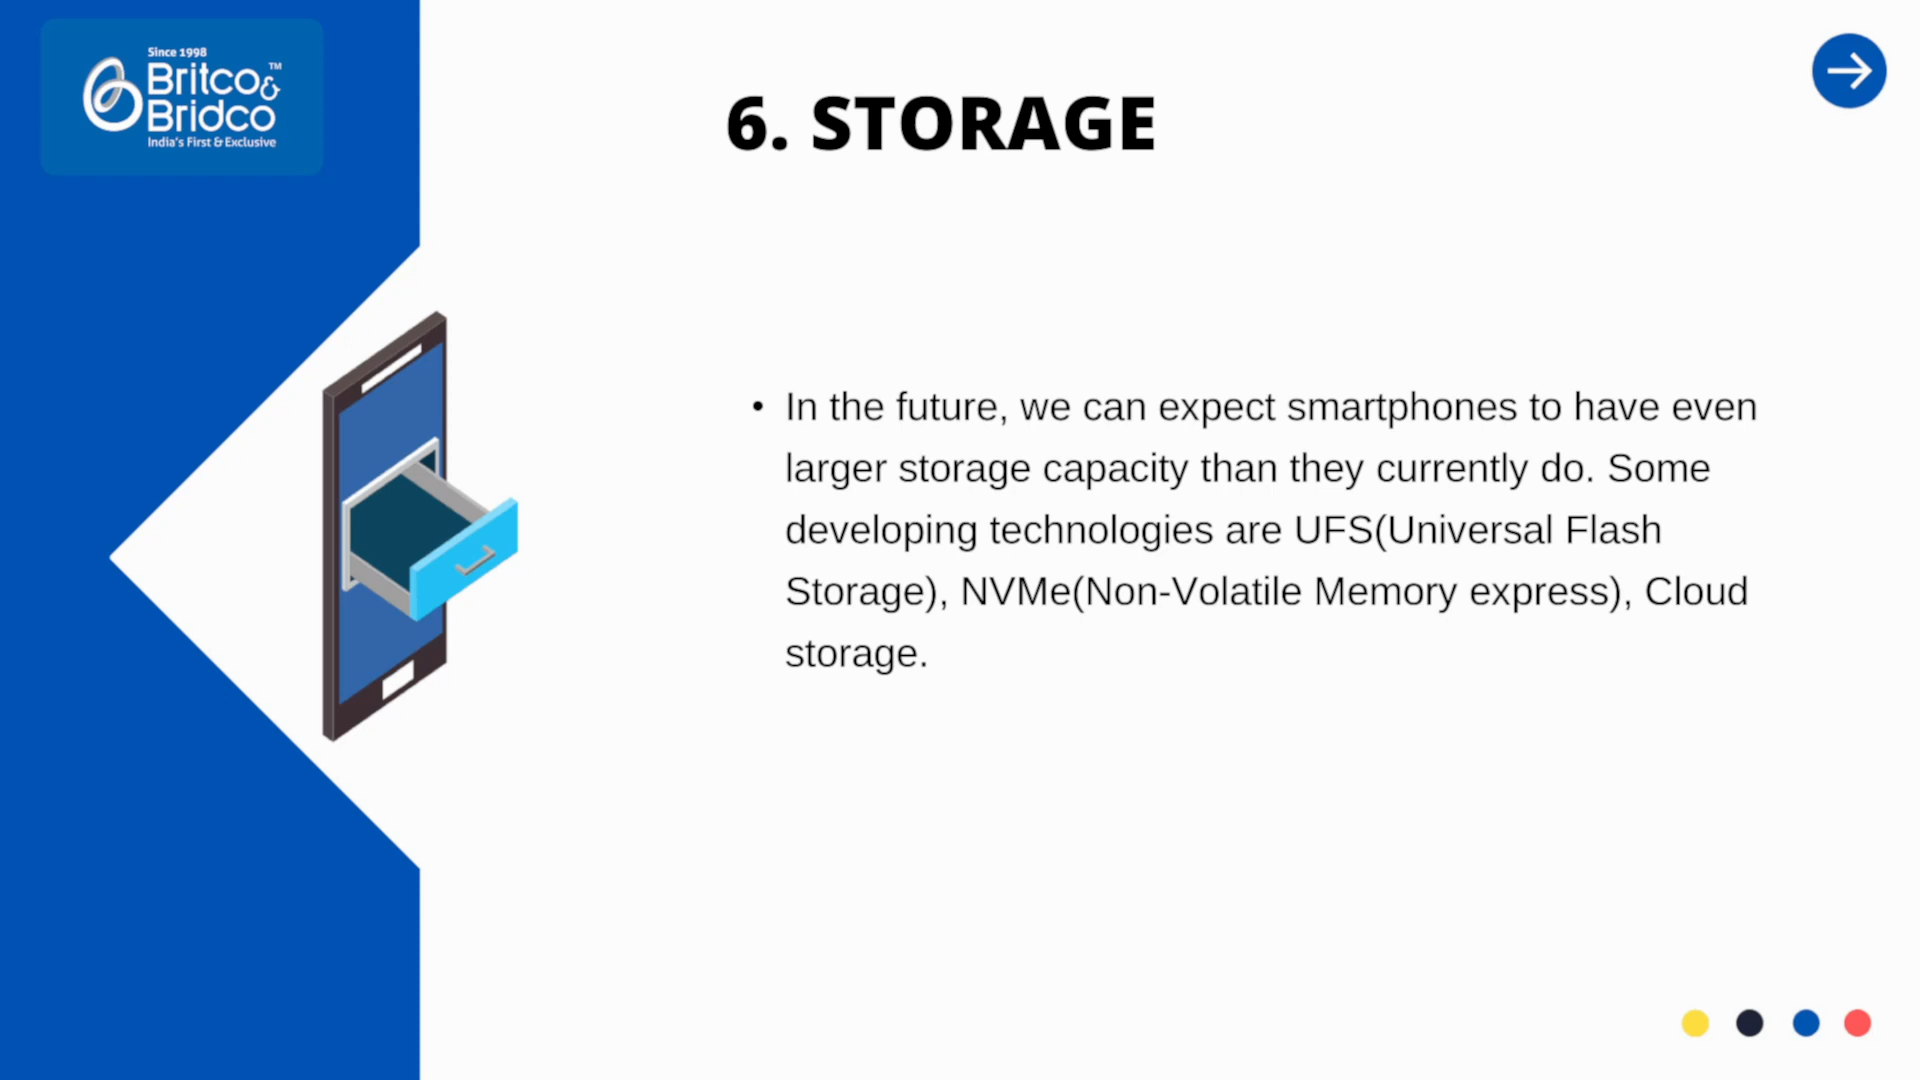 Since 1998
Britco &
Bridco
TM
India's First & Exclusive
6. STORAGE
• In the future, we can expect smartphones to have even
larger storage capacity than they currently do. Some
developing technologies are UFS(Universal Flash
Storage), NVMe(Non-Volatile Memory express), Cloud
storage.